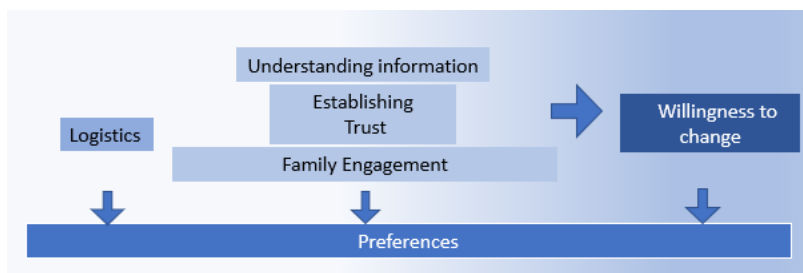 Understanding information
Establishing
Trust
Logistics
Family Engagement
Willingness to
change
Preferences